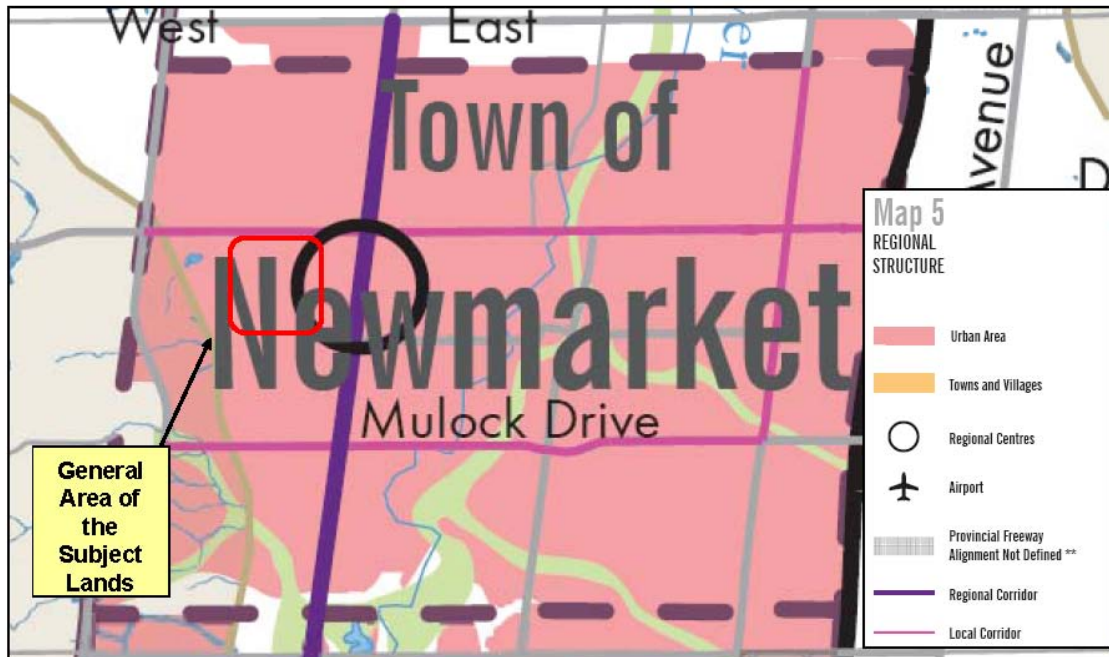 West East
ver
Town of
Avenue
D
Newmarket
Mulock Drive
General
Area of
the
Subject
Lands
Map 5
REGIONAL
STRUCTURE
Urban Area
Towns and Villages
Regional Centres
Airport
Provincial Freeway
Alignment Not Defined **
Regional Corridor
Local Corridor